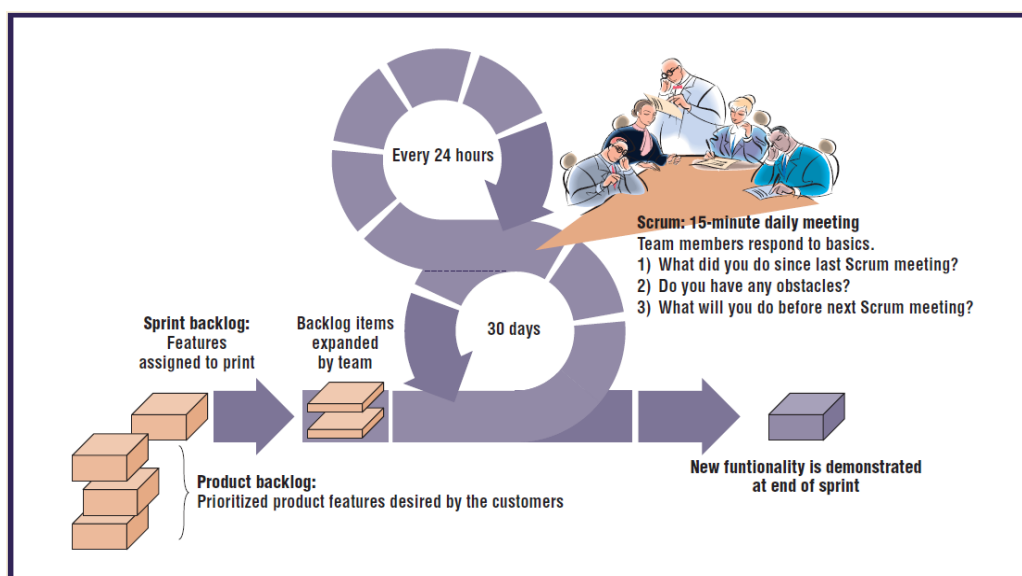 Every 24 hours
Scrum: 15-minute daily meeting
Team members respond to basics.
1) What did you do since last Scrum meeting?
2) Do you have any obstacles?
3) What will you do before next Scrum meeting?
30 days
Sprint backlog:
Features
assigned to print
Backlog items
expanded
by team
Product backlog:
Prioritized product features desired by the customers
New funtionality is demonstrated
at end of sprint